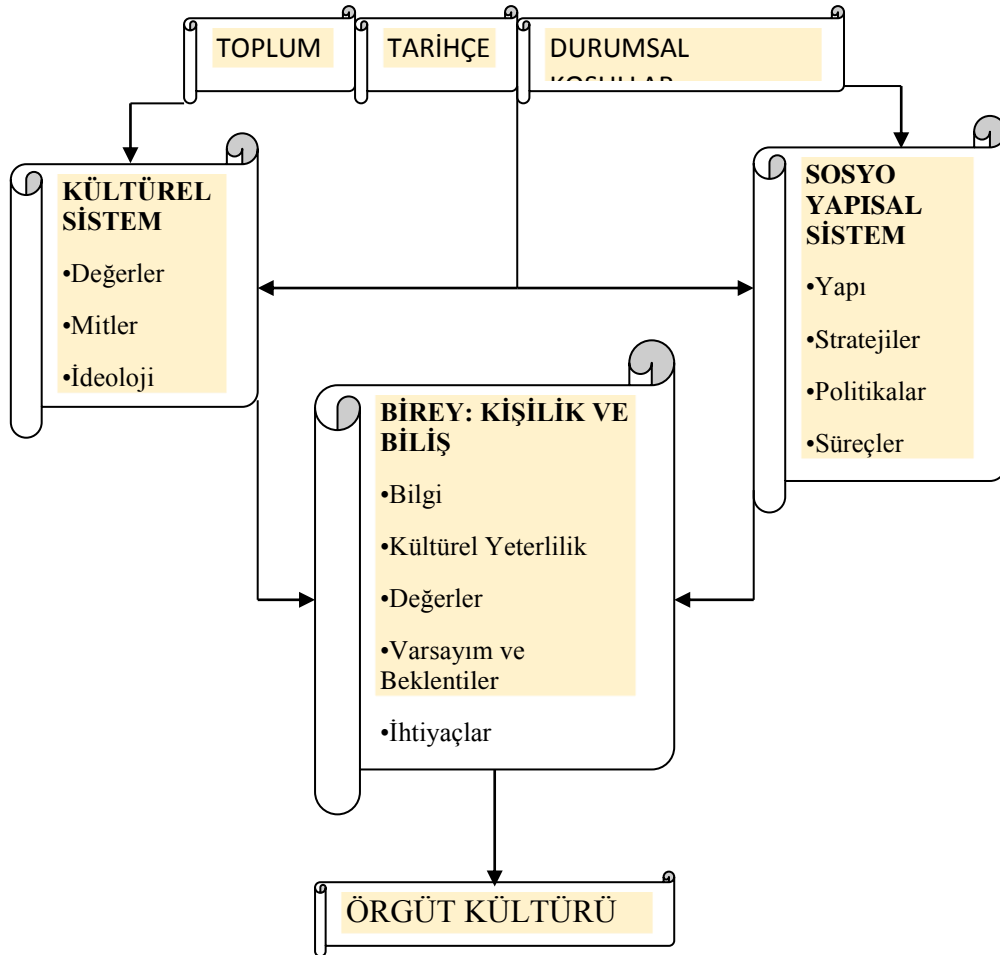 TOPLUM
TARİHÇE
DURUMSAL
KÜLTÜREL
SİSTEM
•Değerler
•Mitler
•İdeoloji
SOSYO
YAPISAL
SİSTEM
•Yapı
•Stratejiler
•Politikalar
•Süreçler
BİREY: KİŞİLİK VE
BİLİŞ
•Bilgi
•Kültürel Yeterlilik
•Değerler
•Varsayım ve
Beklentiler
•İhtiyaçlar
ÖRGÜT KÜLTÜRÜ